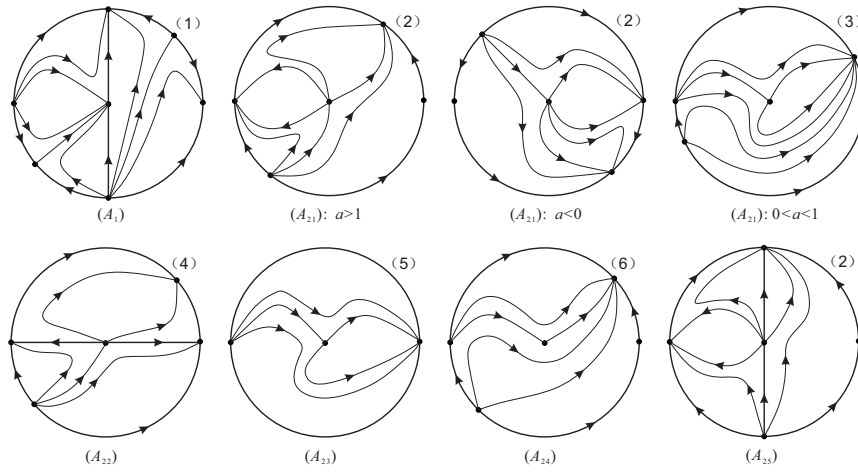 （1）
（2）
（2）
（3）
(A₁)
(A₂₁): a>1
(A₂₁): a<0
(A₂₁): 0<a<1
（4）
（5）
（6）
（2）
(A₂₂)
(A₂₃)
(A₂₄)
(A₂₅)